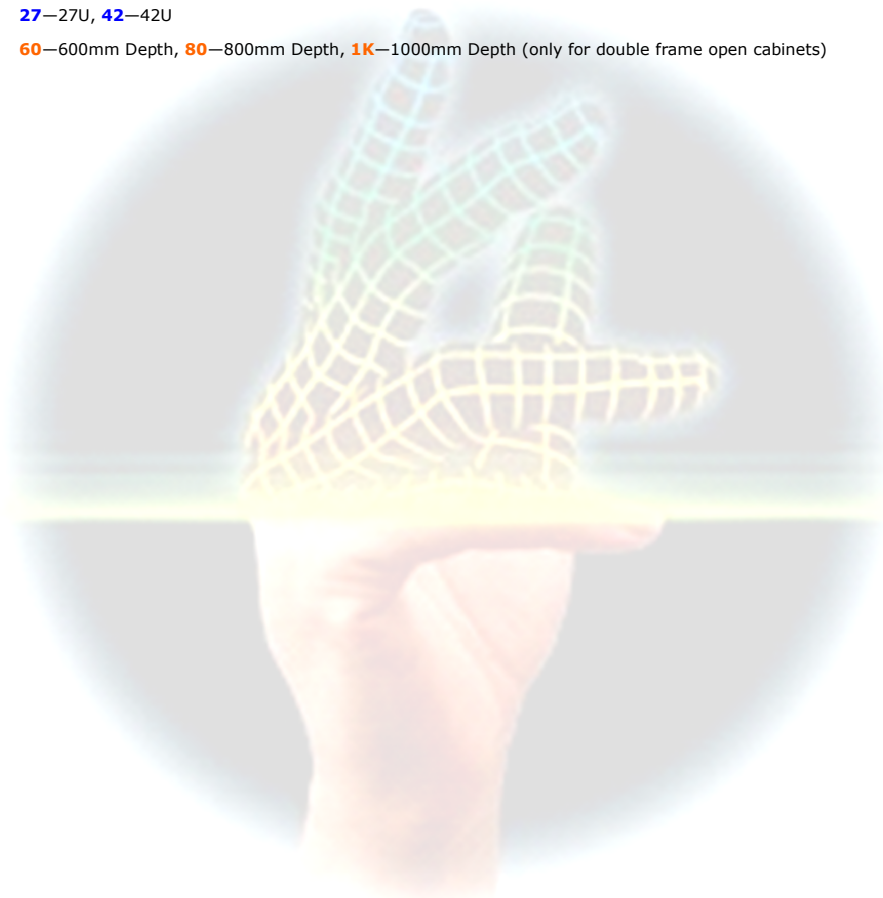 27—27U, 42—42U
60—600mm Depth, 80—800mm Depth, 1K—1000mm Depth (only for double frame open cabinets)